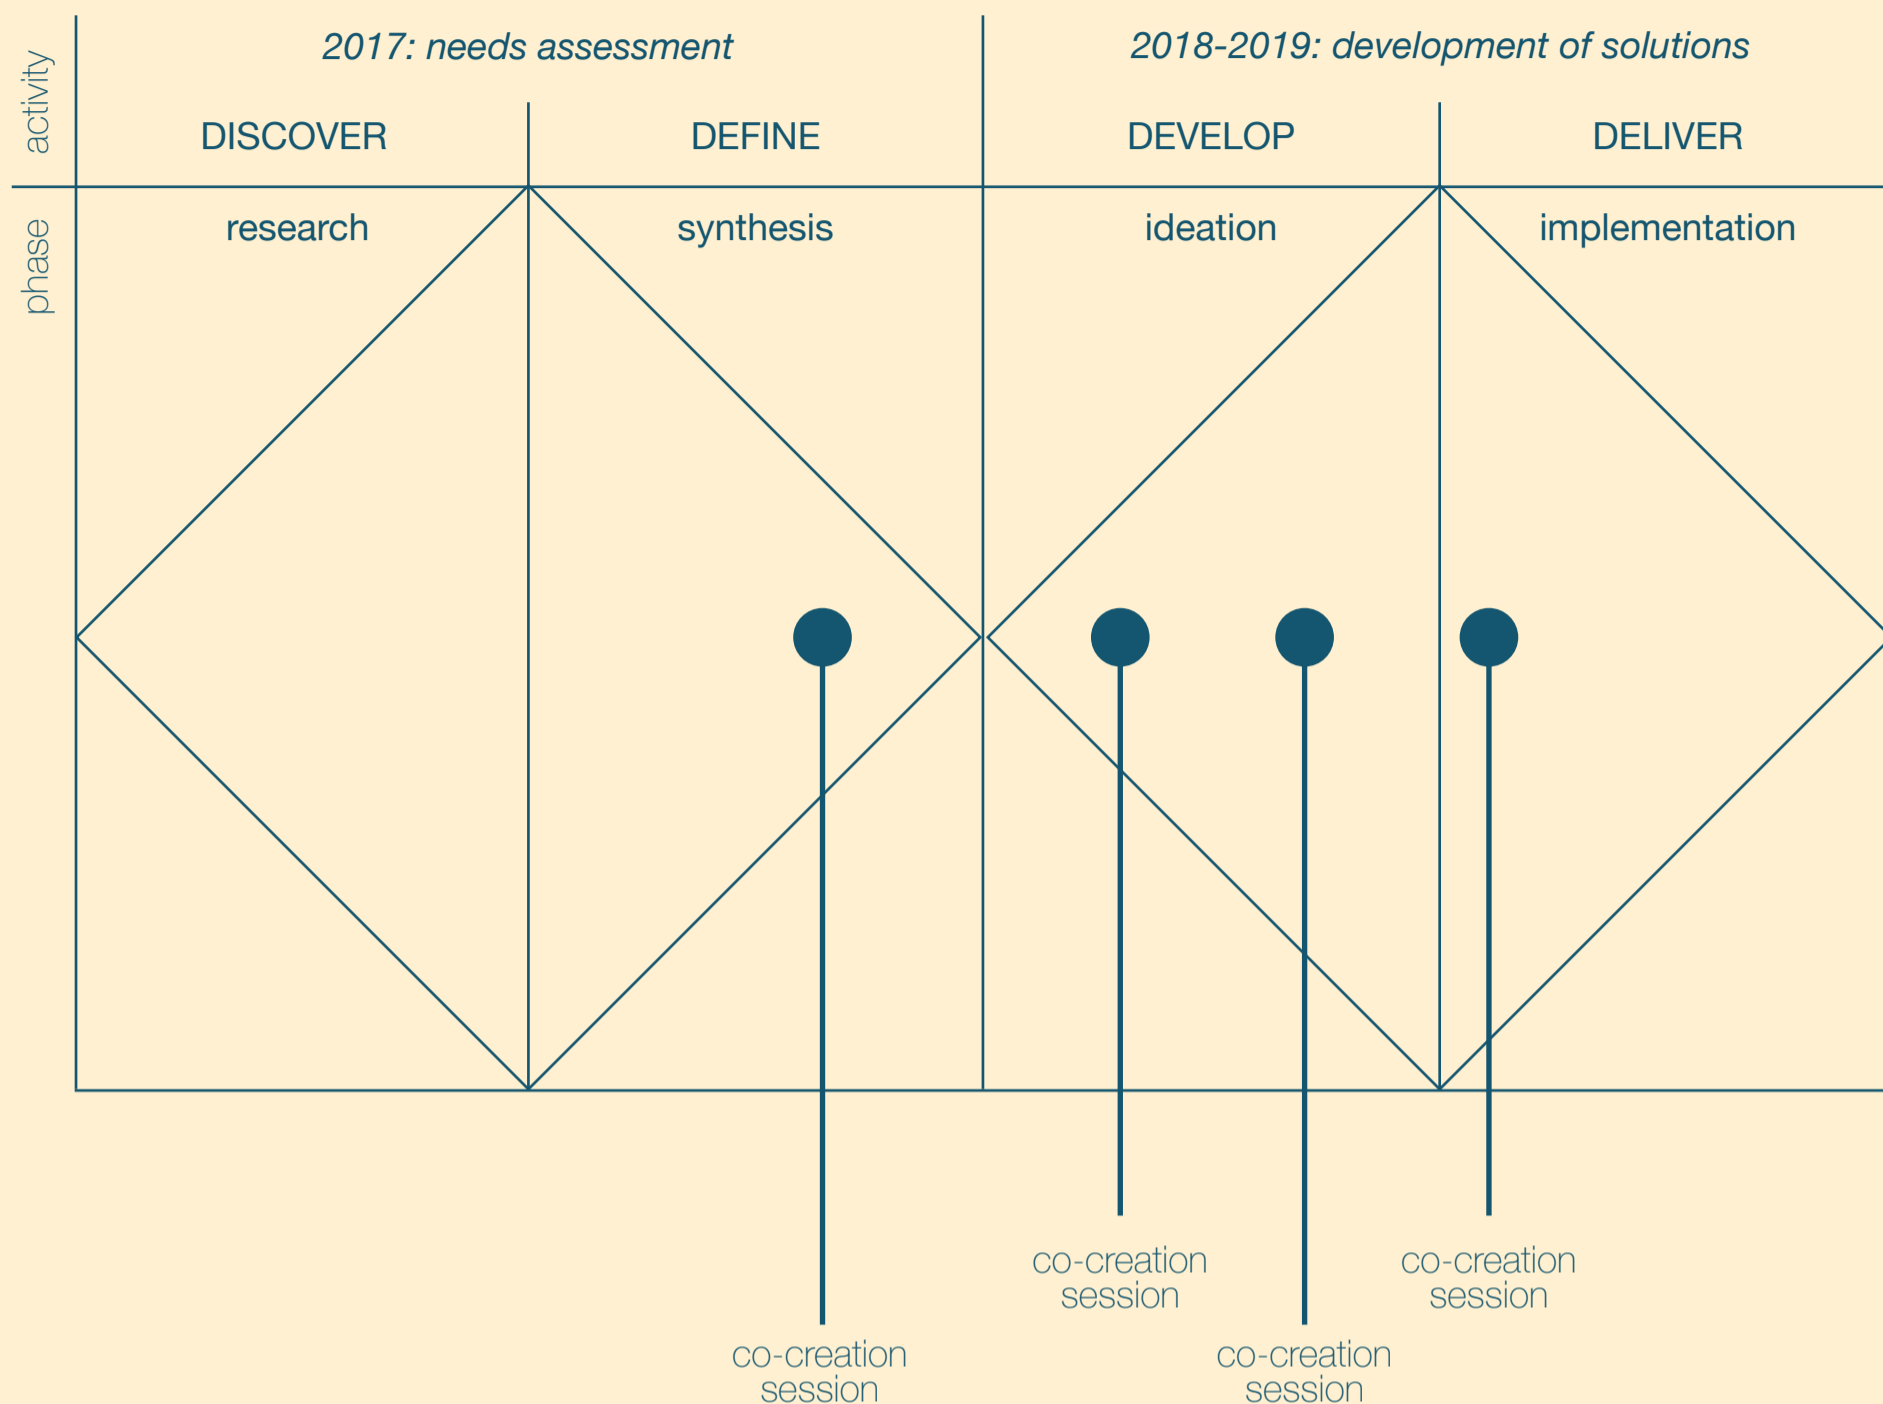 activity
2017: needs assessment
2018-2019: development of solutions
DISCOVER
DEFINE
DEVELOP
DELIVER
phase
research
synthesis
ideation
implementation
co-creation
session
co-creation
session
co-creation
session
co-creation
session